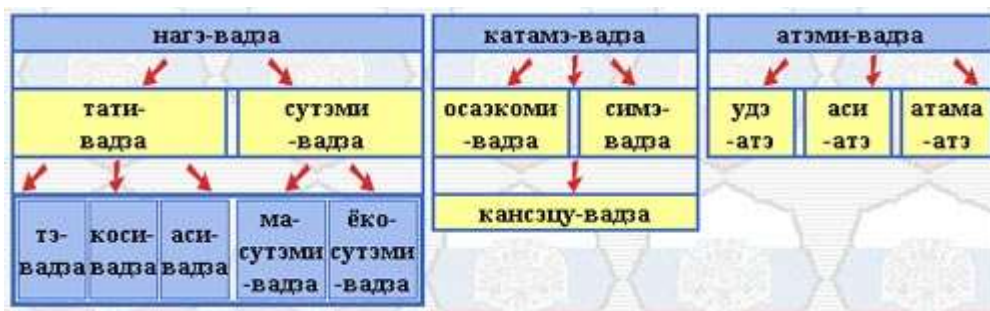 нагэ-вадза
тати-
вадза
сутэми
-вадза
тэ-
вадза
коси-
вадза
аси-
вадза
ма-
сутэми
-вадза
ёко-
сутэми
-вадза
катамэ-вадза
осаэкоми
-вадза
симэ-
вадза
кансэцу-вадза
атэми-вадза
удэ
-атэ
аси
-атэ
атама
-атэ